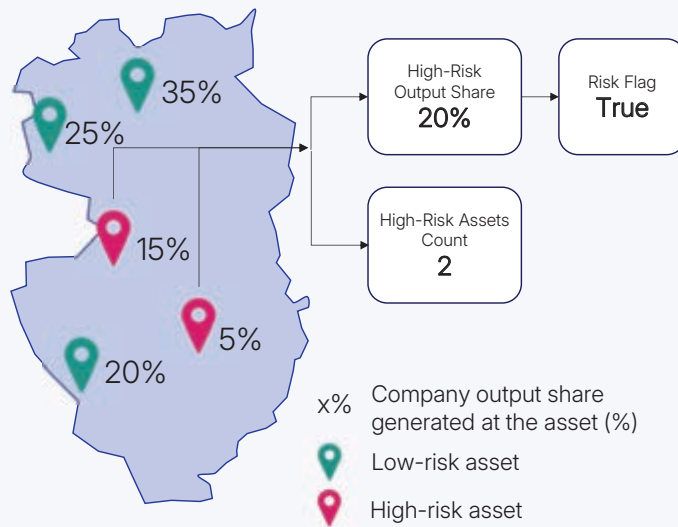 35%
25%
15%
5%
20%
High-Risk
Output Share
20%
Risk Flag
True
High-Risk Assets
Count
2
x% Company output share
generated at the asset (%)
Low-risk asset
High-risk asset